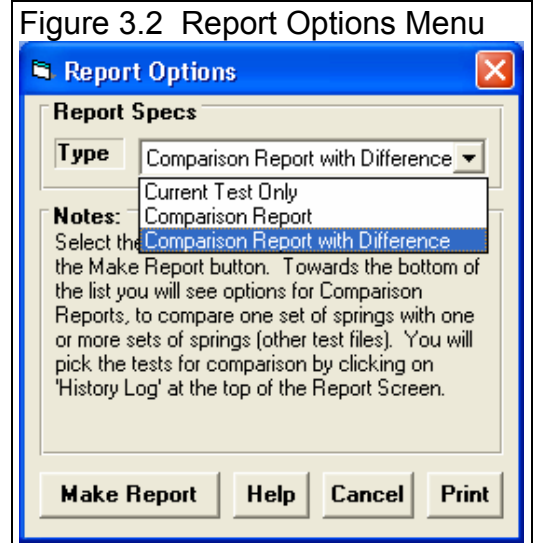 Figure 3.2 Report Options Menu
Report Options
Report Specs
Type
Comparison Report with Difference
Current Test Only
Comparison Report
Comparison Report with Difference
Notes:
Select the
the Make Report button. Towards the bottom of
the list you will see options for Comparison
Reports, to compare one set of springs with one
or more sets of springs (other test files). You will
pick the tests for comparison by clicking on
'History Log' at the top of the Report Screen.
Make Report Help Cancel Print